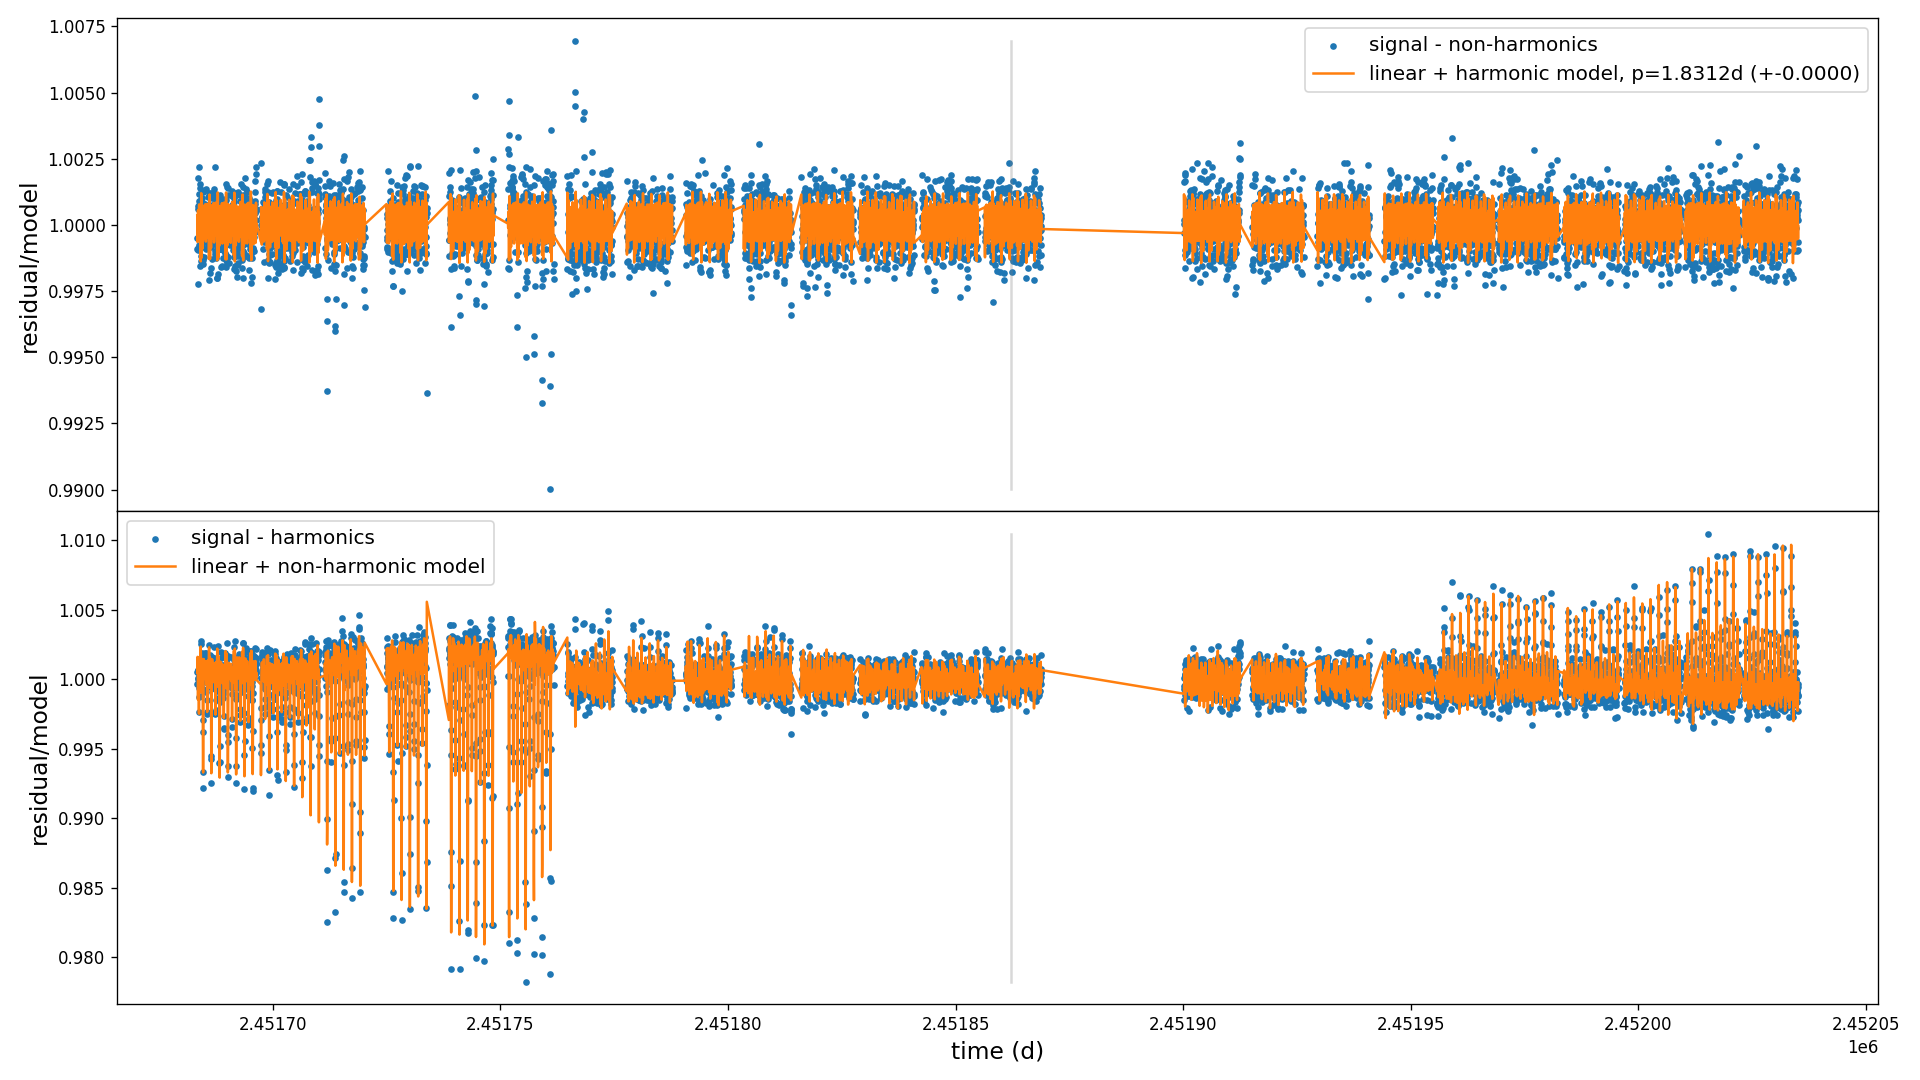 1.0075
1.0050
1.0025
1.0000
0.9975
0.9950
0.9925
0.9900
residual/model
signal - non-harmonics
linear + harmonic model, p=1.8312d (+-0.0000)
1.010
1.005
1.000
0.995
0.990
0.985
0.980
residual/model
signal - harmonics
linear + non-harmonic model
2.45170 2.45175 2.45180 2.45185 2.45190 2.45195 2.45200 2.45205
time (d)
1e6